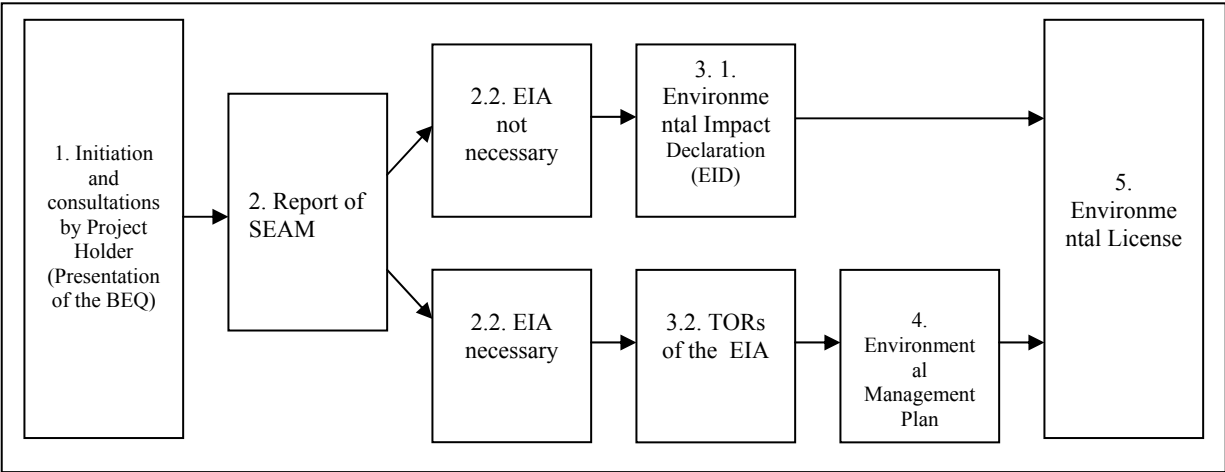 1. Initiation
and
consultations
by Project
Holder
(Presentation
of the BEQ)
2. Report of
SEAM
2.2. EIA
not
necessary
3. 1.
Environme
ntal Impact
Declaration
(EID)
2.2. EIA
necessary
3.2. TORs
of the EIA
4.
Environment
al
Management
Plan
5.
Environme
ntal License